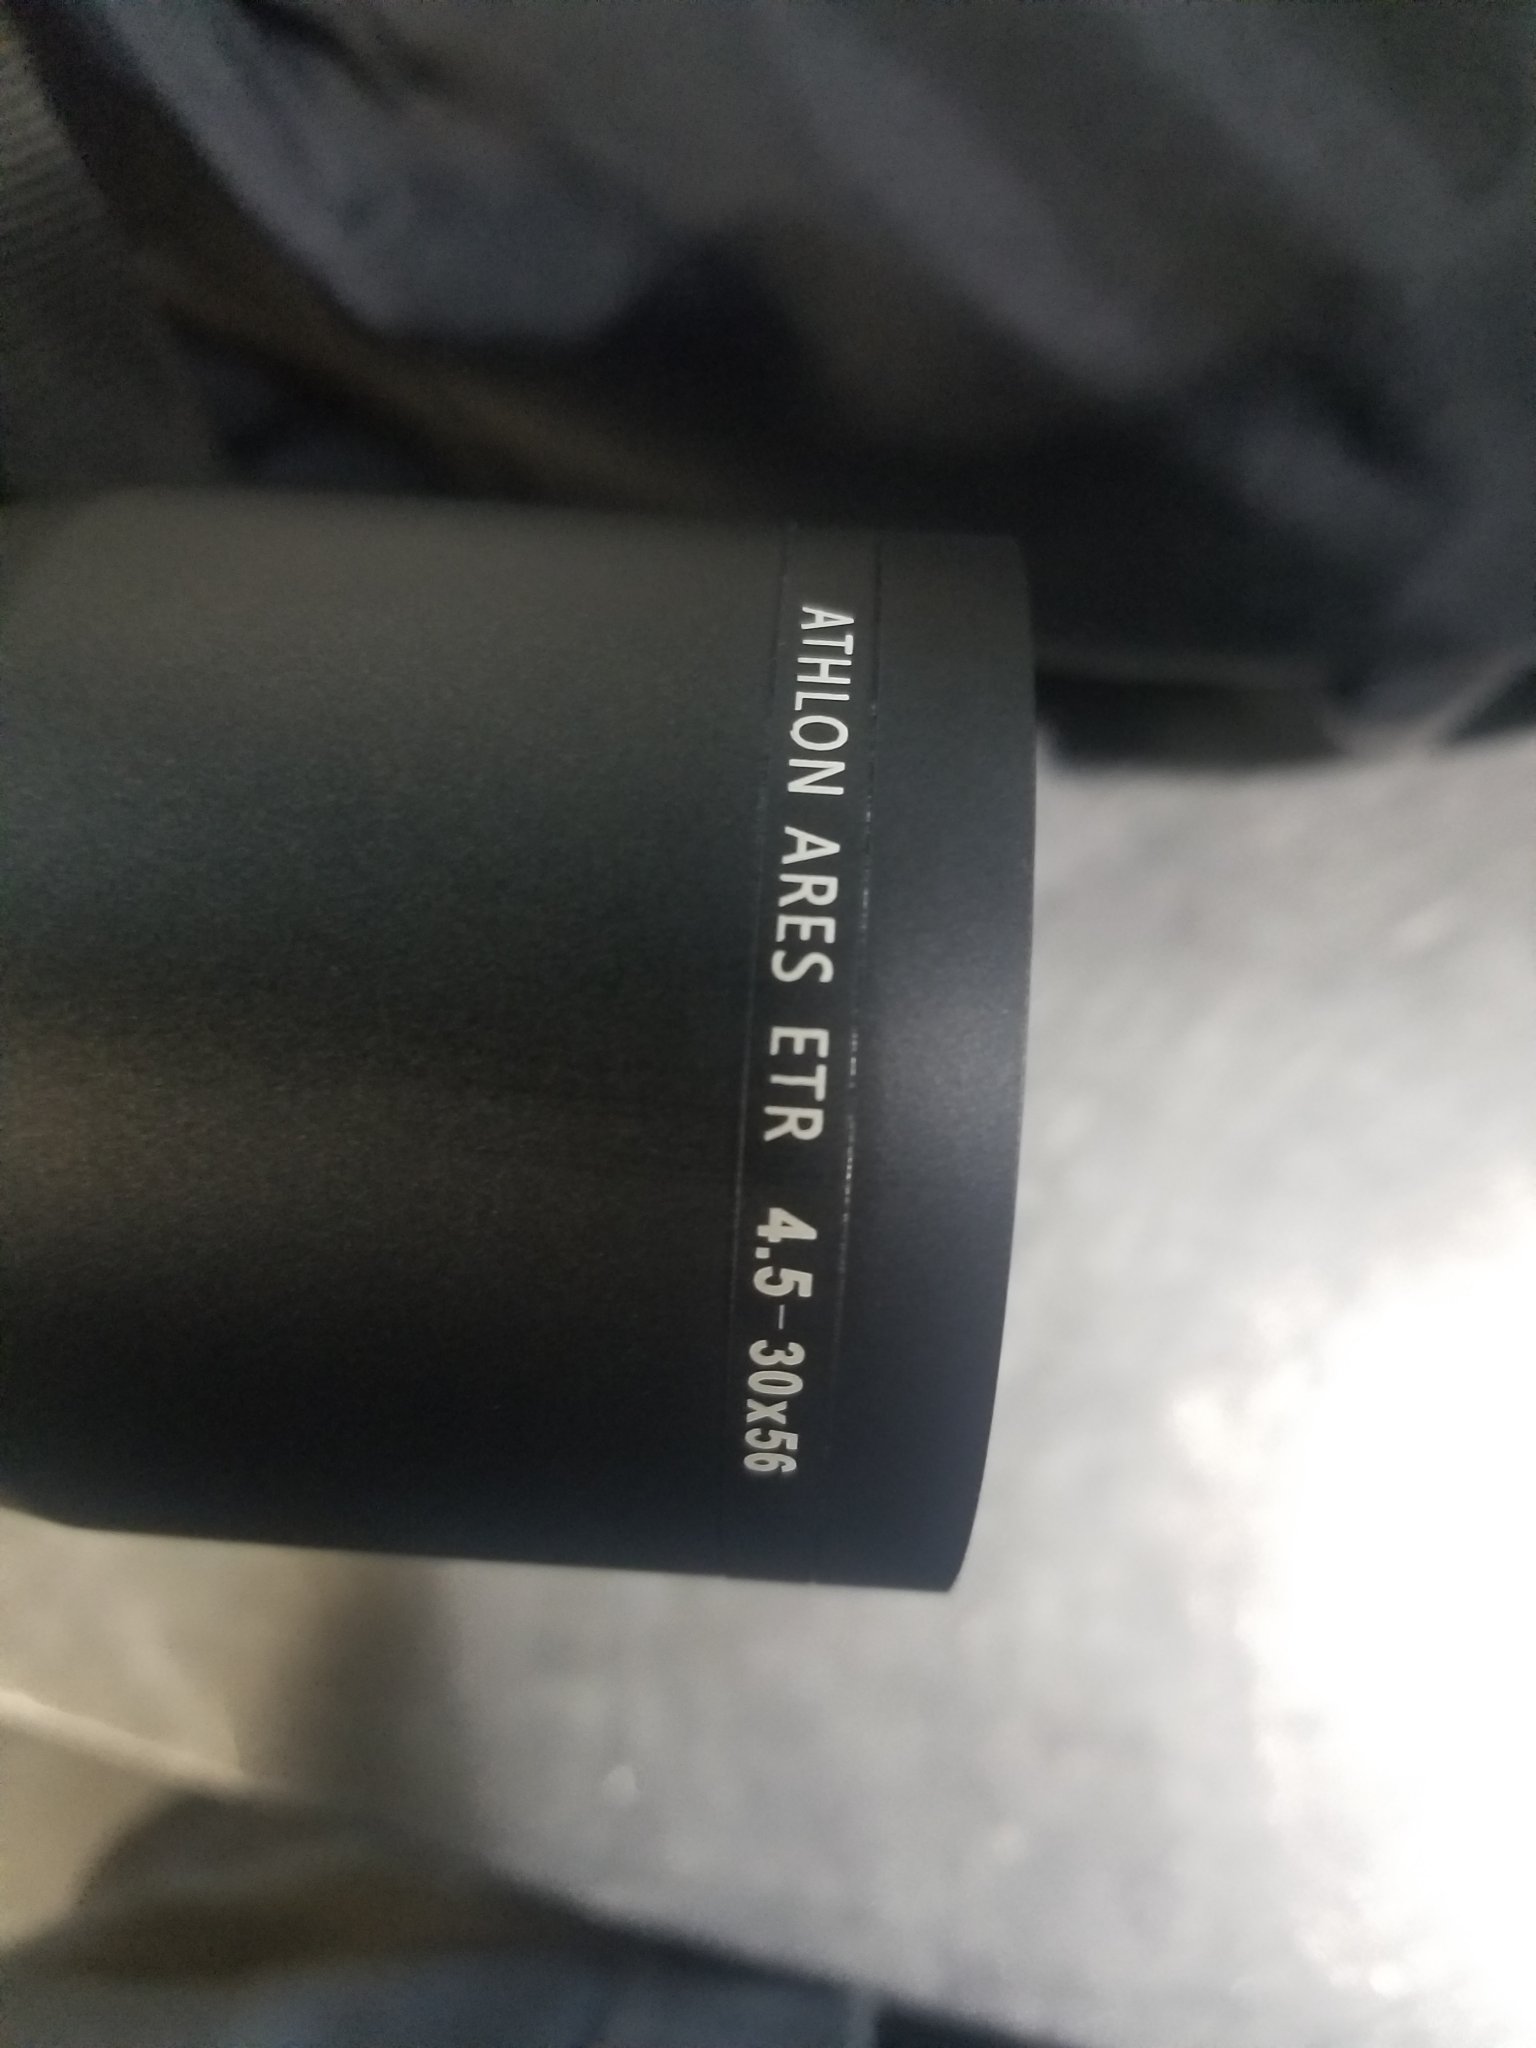 ATHLON ARES ETR 4.5-30x56